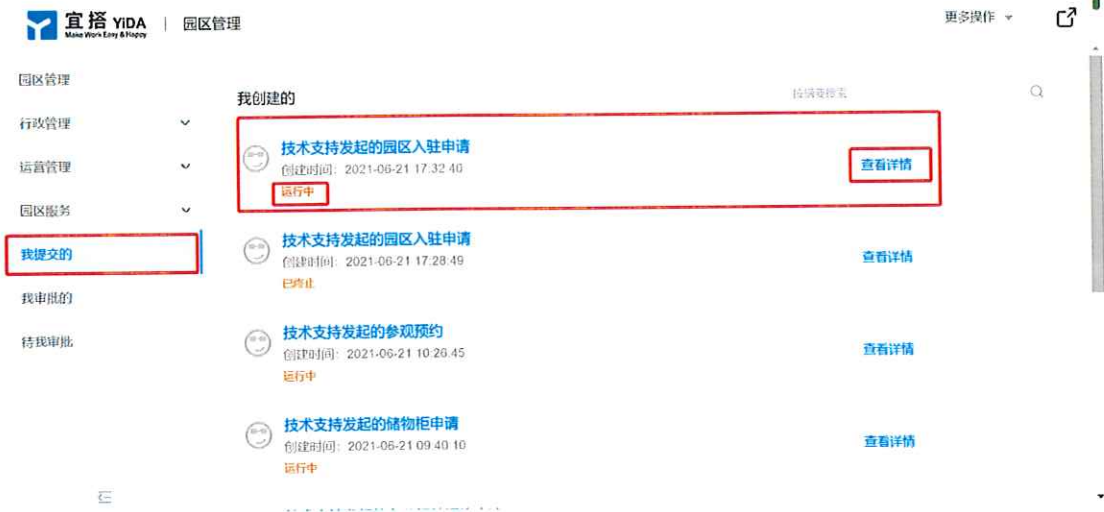 宜搭 YiDA | 园区管理
Make Work Easy & Happy
更多操作
园区管理
行政管理
运营管理
园区服务
我提交的
我审批的
待我审批
我创建的
按摘要搜索
技术支持发起的园区入驻申请
创建时间：2021-06-21 17:32:40
运行中
查看详情
技术支持发起的园区入驻申请
创建时间：2021-06-21 17:28:49
已停止
查看详情
技术支持发起的参观预约
创建时间：2021-06-21 10:26:45
运行中
查看详情
技术支持发起的储物柜申请
创建时间：2021-06-21 09:40:10
运行中
查看详情